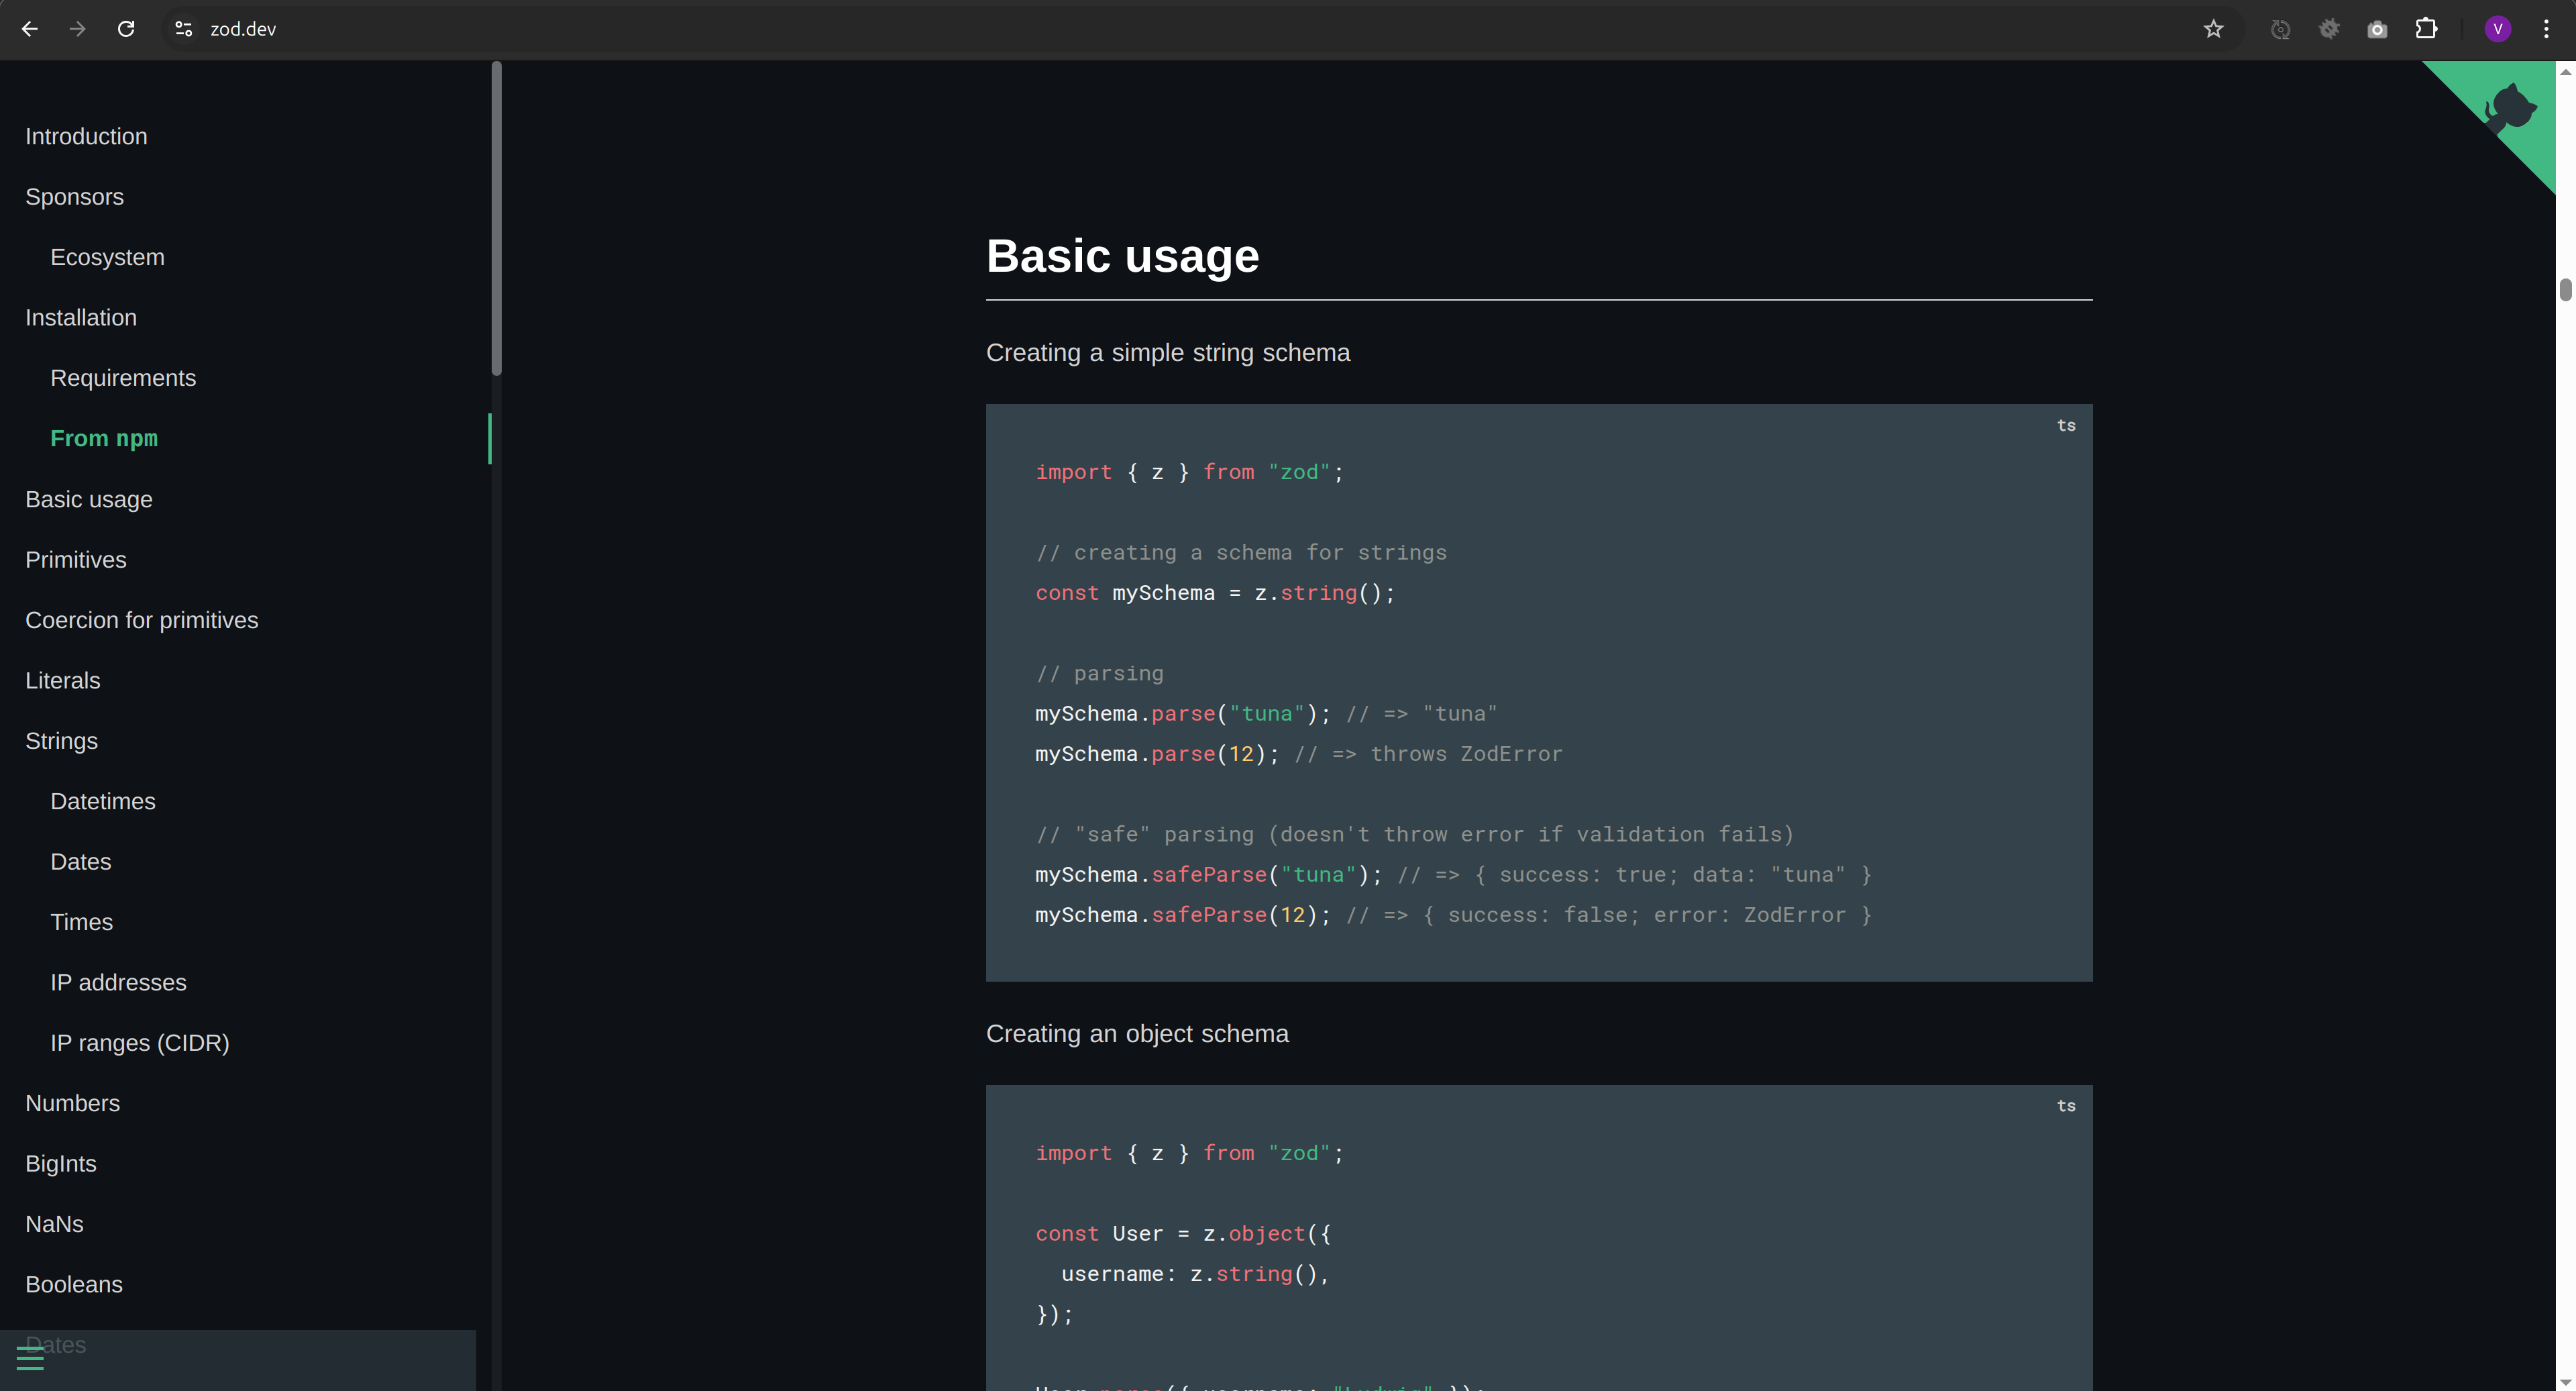 zod.dev
V
Introduction
Sponsors
Ecosystem
Installation
Requirements
From npm
Basic usage
Primitives
Coercion for primitives
Literals
Strings
Datetimes
Dates
Times
IP addresses
IP ranges (CIDR)
Numbers
BigInts
NaNs
Booleans
Dates
Basic usage
Creating a simple string schema
ts
import { z } from "zod";
// creating a schema for strings
const mySchema = z.string();
// parsing
mySchema.parse("tuna"); // => "tuna"
mySchema.parse(12); // => throws ZodError
// "safe" parsing (doesn't throw error if validation fails)
mySchema.safeParse("tuna"); // => { success: true; data: "tuna" }
mySchema.safeParse(12); // => { success: false; error: ZodError }
Creating an object schema
ts
import { z } from "zod";
const User = z.object({
  username: z.string(),
});